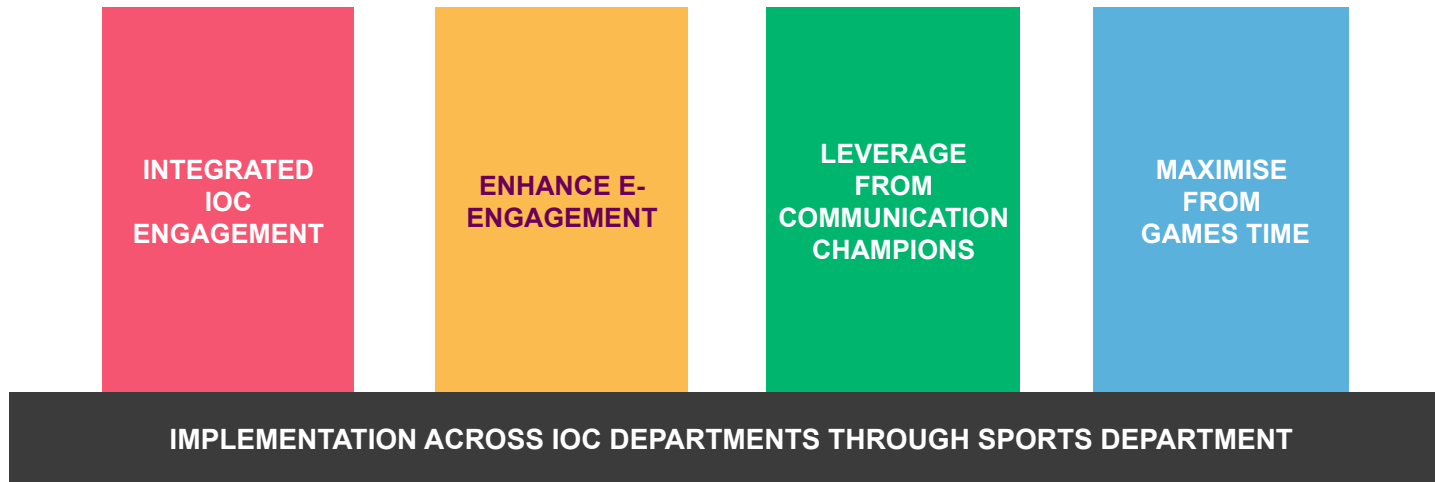 INTEGRATED
IOC
ENGAGEMENT
ENHANCE E-
ENGAGEMENT
LEVERAGE
FROM
COMMUNICATION
CHAMPIONS
MAXIMISE
FROM
GAMES TIME
IMPLEMENTATION ACROSS IOC DEPARTMENTS THROUGH SPORTS DEPARTMENT